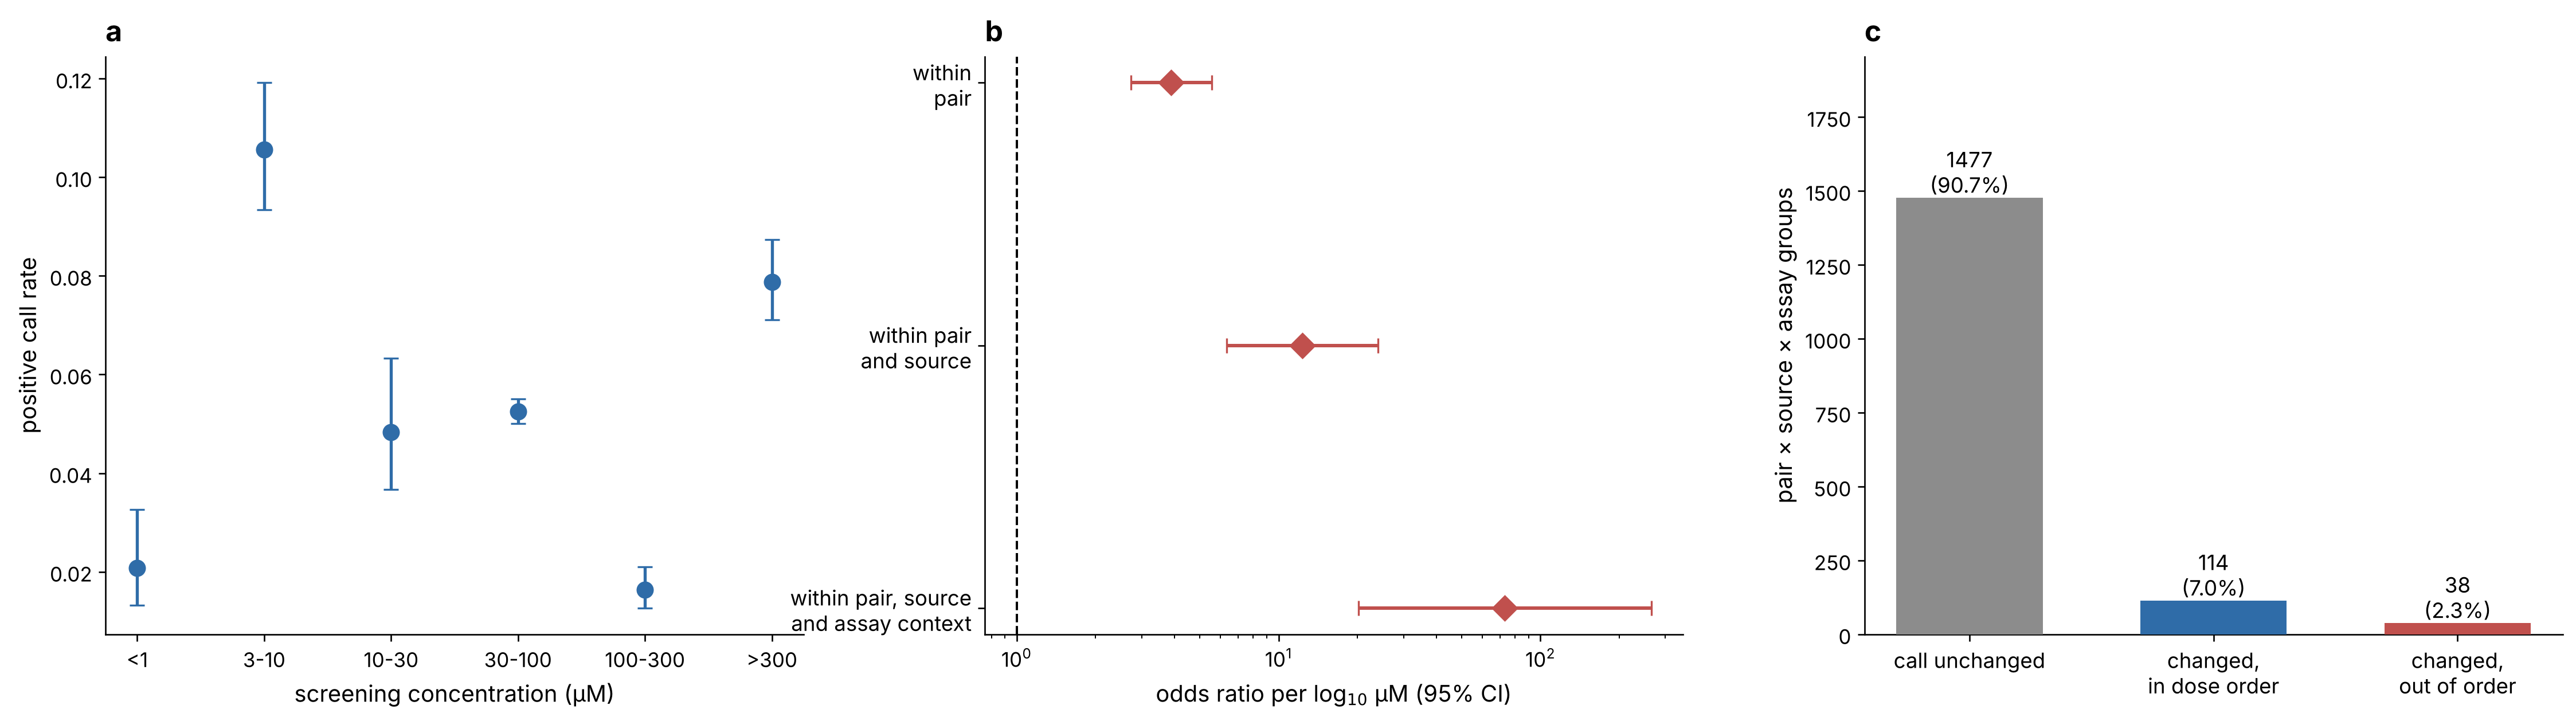 a
0.12
0.10
0.08
0.06
0.04
0.02
positive call rate
<1
3-10
10-30
30-100
100-300
>300
screening concentration (µM)
b
within
pair
within pair
and source
within pair, source
and assay context
10⁰
10¹
10²
odds ratio per log₁₀ µM (95% CI)
c
1750
1500
1250
1000
750
500
250
0
pair × source × assay groups
1477
(90.7%)
114
(7.0%)
38
(2.3%)
call unchanged
changed,
in dose order
changed,
out of order